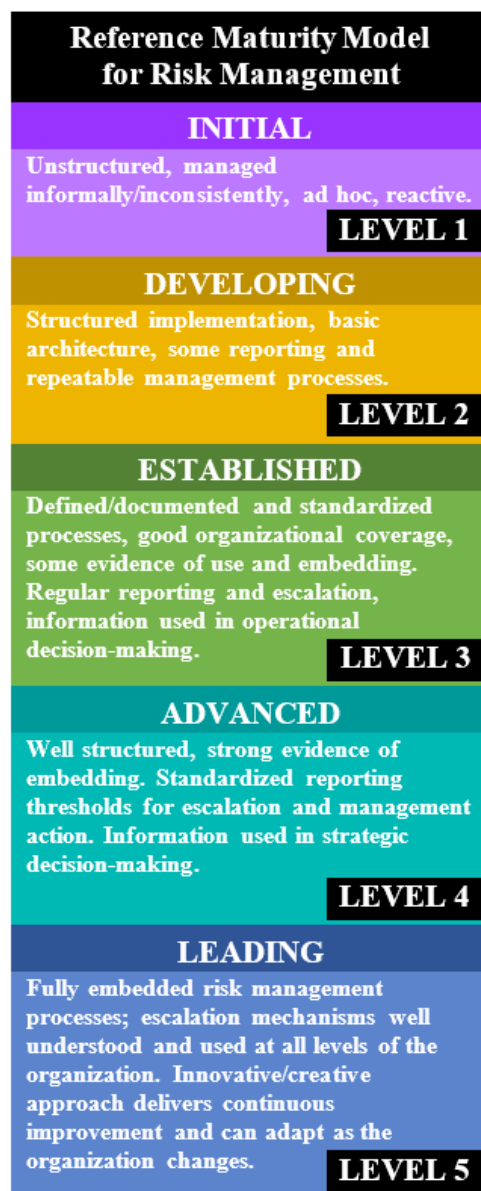 Reference Maturity Model
for Risk Management
INITIAL
Unstructured, managed
informally/inconsistently, ad hoc, reactive.
LEVEL 1
DEVELOPING
Structured implementation, basic
architecture, some reporting and
repeatable management processes.
LEVEL 2
ESTABLISHED
Defined/documented and standardized
processes, good organizational coverage,
some evidence of use and embedding.
Regular reporting and escalation,
information used in operational
decision-making.
LEVEL 3
ADVANCED
Well structured, strong evidence of
embedding. Standardized reporting
thresholds for escalation and management
action. Information used in strategic
decision-making.
LEVEL 4
LEADING
Fully embedded risk management
processes; escalation mechanisms well
understood and used at all levels of the
organization. Innovative/creative
approach delivers continuous
improvement and can adapt as the
organization changes.
LEVEL 5